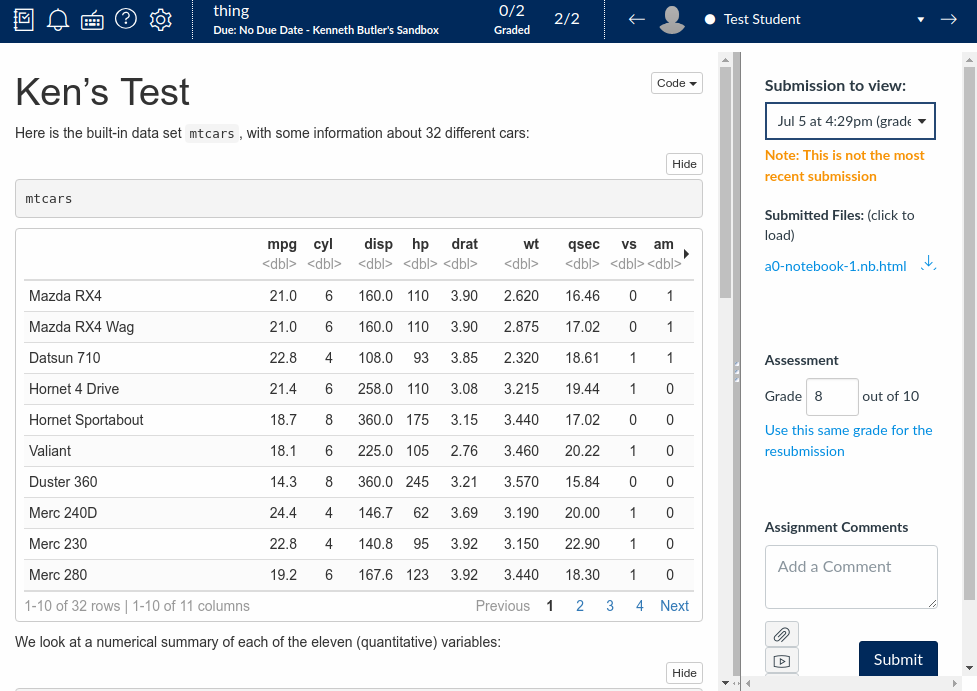 thing
Due: No Due Date - Kenneth Butler's Sandbox
0/2
Graded
2/2
Test Student
Ken's Test
Code
Here is the built-in data set mtcars , with some information about 32 different cars:
Hide
mtcars
mpg cyl disp hp drat wt qsec vs am
<dbl> <dbl> <dbl> <dbl> <dbl> <dbl> <dbl> <dbl> <dbl>
Mazda RX4 21.0 6 160.0 110 3.90 2.620 16.46 0 1
Mazda RX4 Wag 21.0 6 160.0 110 3.90 2.875 17.02 0 1
Datsun 710 22.8 4 108.0 93 3.85 2.320 18.61 1 1
Hornet 4 Drive 21.4 6 258.0 110 3.08 3.215 19.44 1 0
Hornet Sportabout 18.7 8 360.0 175 3.15 3.440 17.02 0 0
Valiant 18.1 6 225.0 105 2.76 3.460 20.22 1 0
Duster 360 14.3 8 360.0 245 3.21 3.570 15.84 0 0
Merc 240D 24.4 4 146.7 62 3.69 3.190 20.00 1 0
Merc 230 22.8 4 140.8 95 3.92 3.150 22.90 1 0
Merc 280 19.2 6 167.6 123 3.92 3.440 18.30 1 0
1-10 of 32 rows | 1-10 of 11 columns
Previous 1 2 3 4 Next
We look at a numerical summary of each of the eleven (quantitative) variables:
Hide
Submission to view:
Jul 5 at 4:29pm (grade
Note: This is not the most
recent submission
Submitted Files: (click to
load)
a0-notebook-1.nb.html
Assessment
Grade 8 out of 10
Use this same grade for the
resubmission
Assignment Comments
Add a Comment
Submit